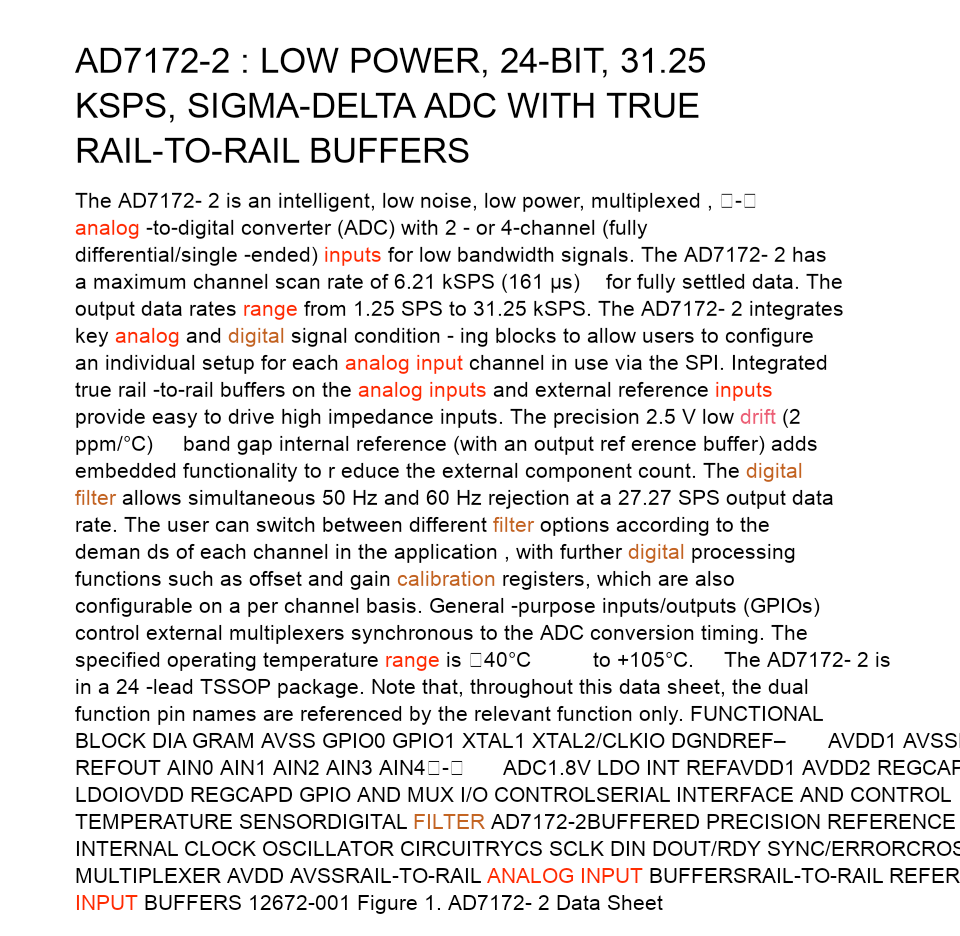 AD7172-2 : LOW POWER, 24-BIT, 31.25
KSPS, SIGMA-DELTA ADC WITH TRUE
RAIL-TO-RAIL BUFFERS
The AD7172- 2 is an intelligent, low noise, low power, multiplexed , □-□
analog -to-digital converter (ADC) with 2 - or 4-channel (fully
differential/single -ended) inputs for low bandwidth signals. The AD7172- 2 has
a maximum channel scan rate of 6.21 kSPS (161 μs) for fully settled data. The
output data rates range from 1.25 SPS to 31.25 kSPS. The AD7172- 2 integrates
key analog and digital signal condition - ing blocks to allow users to configure
an individual setup for each analog input channel in use via the SPI. Integrated
true rail -to-rail buffers on the analog inputs and external reference inputs
provide easy to drive high impedance inputs. The precision 2.5 V low drift (2
ppm/°C) band gap internal reference (with an output ref erence buffer) adds
embedded functionality to r educe the external component count. The digital
filter allows simultaneous 50 Hz and 60 Hz rejection at a 27.27 SPS output data
rate. The user can switch between different filter options according to the
deman ds of each channel in the application , with further digital processing
functions such as offset and gain calibration registers, which are also
configurable on a per channel basis. General -purpose inputs/outputs (GPIOs)
control external multiplexers synchronous to the ADC conversion timing. The
specified operating temperature range is □40°C to +105°C. The AD7172- 2 is
in a 24 -lead TSSOP package. Note that, throughout this data sheet, the dual
function pin names are referenced by the relevant function only. FUNCTIONAL
BLOCK DIA GRAM AVSS GPIO0 GPIO1 XTAL1 XTAL2/CLKIO DGNDREF– AVDD1 AVSS
REFOUT AIN0 AIN1 AIN2 AIN3 AIN4□-□ ADC1.8V LDO INT REFAVDD1 AVDD2 REGCAP
LDOIOVDD REGCAPD GPIO AND MUX I/O CONTROLSERIAL INTERFACE AND CONTROL
TEMPERATURE SENSORDIGITAL FILTER AD7172-2BUFFERED PRECISION REFERENCE
INTERNAL CLOCK OSCILLATOR CIRCUITRYCS SCLK DIN DOUT/RDY SYNC/ERRORCROS
MULTIPLEXER AVDD AVSSRAIL-TO-RAIL ANALOG INPUT BUFFERSRAIL-TO-RAIL REFER
INPUT BUFFERS 12672-001 Figure 1. AD7172- 2 Data Sheet